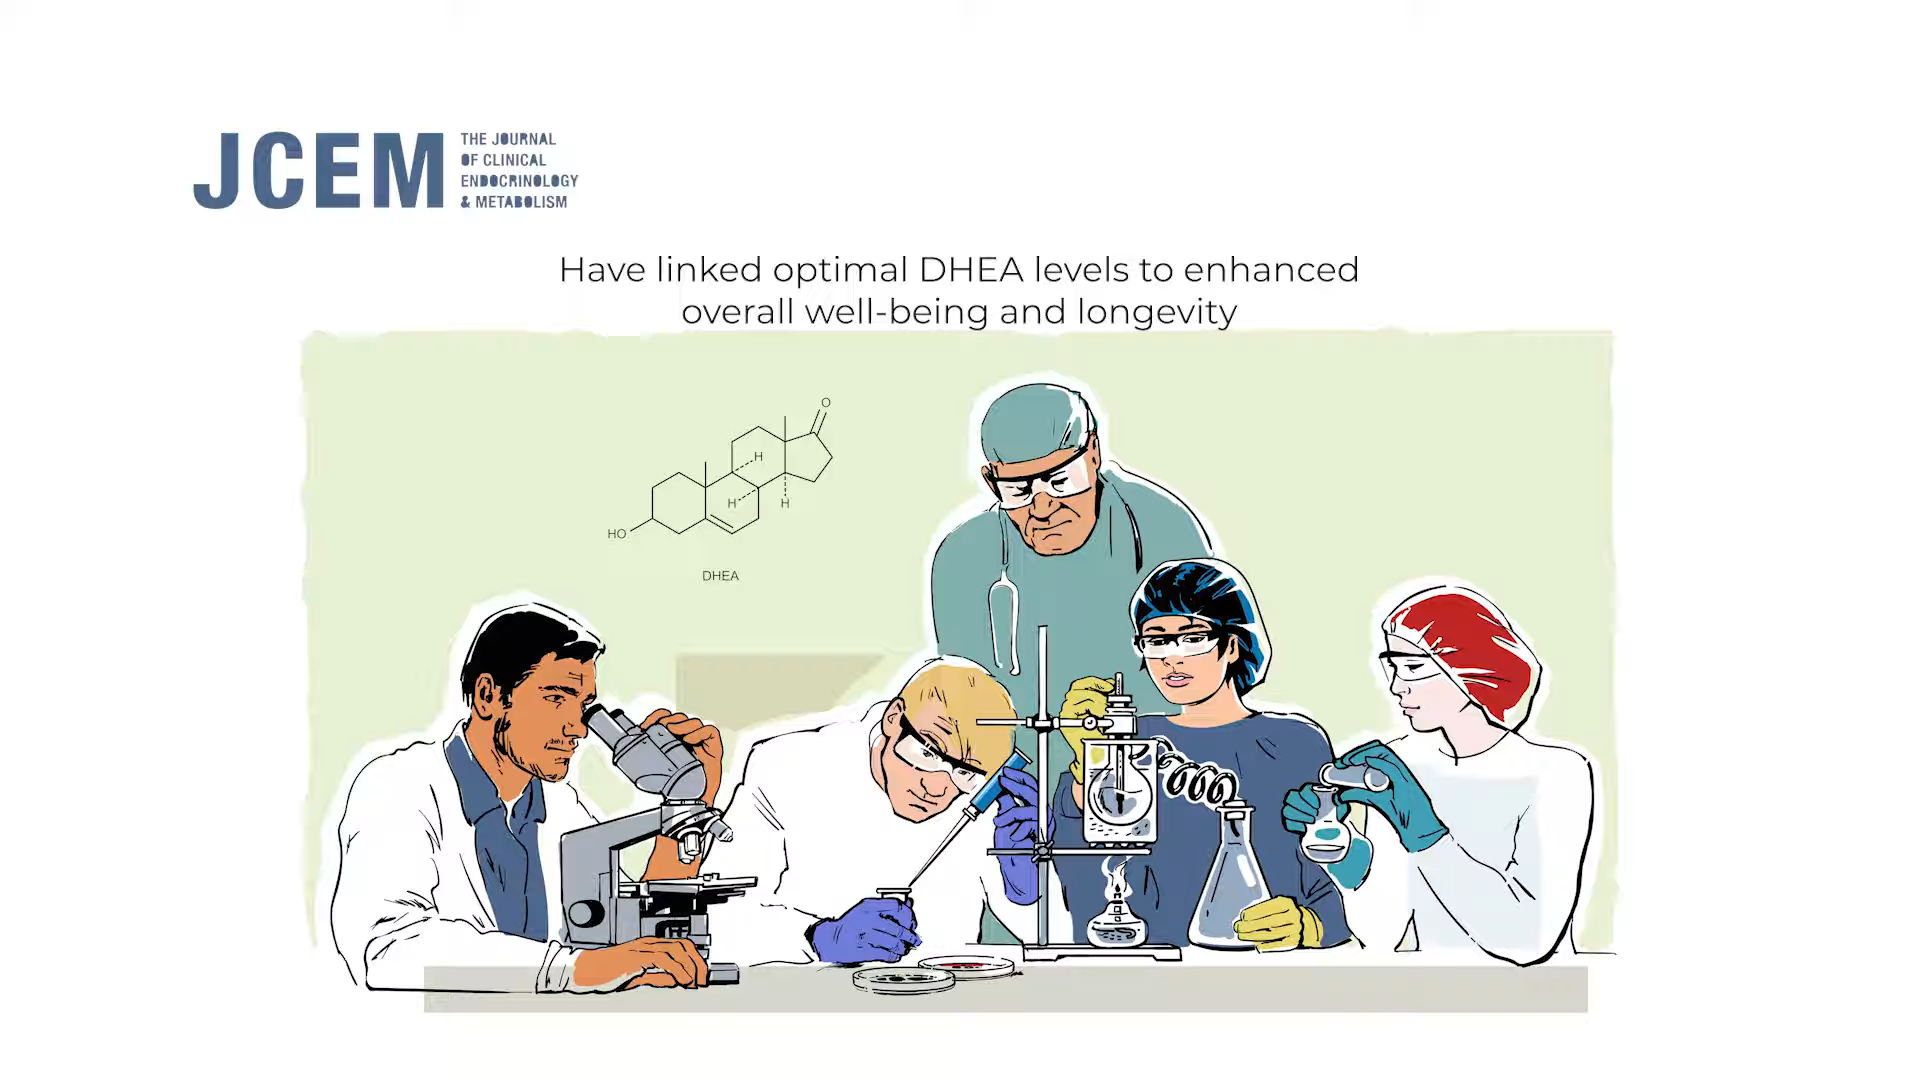 JCEM
THE JOURNAL
OF CLINICAL
ENDOCRINOLOGY
& METABOLISM
Have linked optimal DHEA levels to enhanced
overall well-being and longevity
O
H
H
H
HO
DHEA